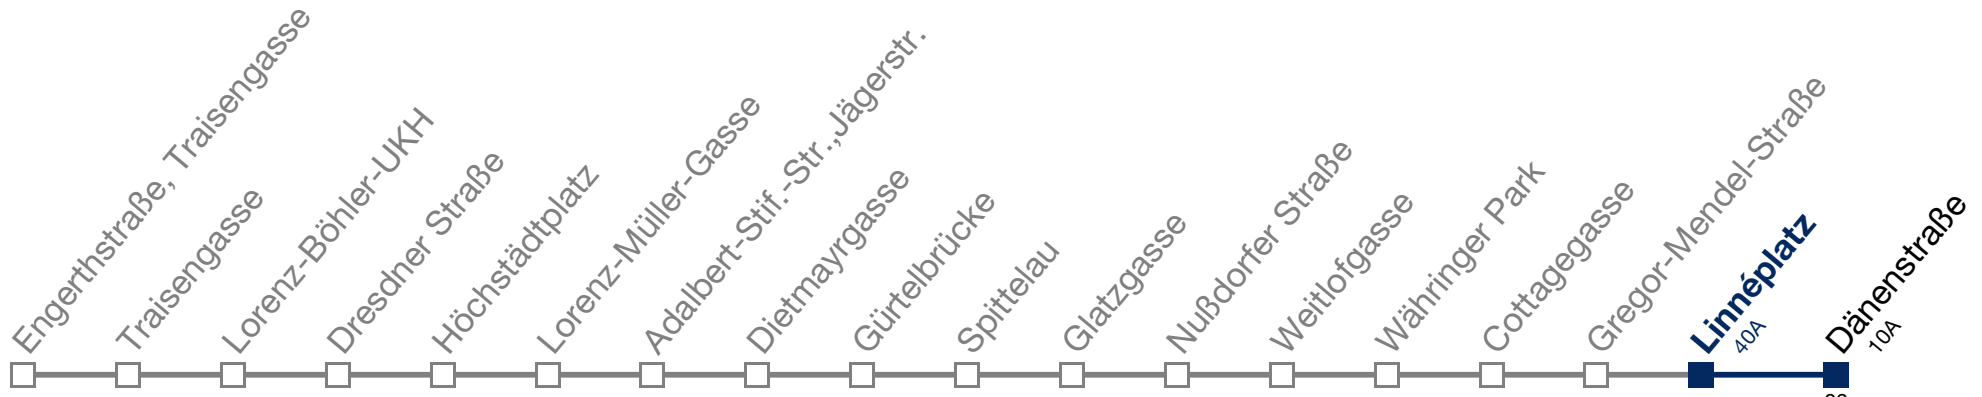 Engerthstraße, Traisengasse
Traisengasse
Lorenz-Böhler-UKH
Dresdner Straße
Höchstädtplatz
Lorenz-Müller-Gasse
Adalbert-Stif.-Str.,Jägerstr.
Dietmayrgasse
Gürtelbrücke
Spittelau
Glatzgasse
Nußdorfer Straße
Weitlofgasse
Währinger Park
Cottagegasse
Gregor-Mendel-Straße
Linnéplatz
40A
Dänenstraße
10A